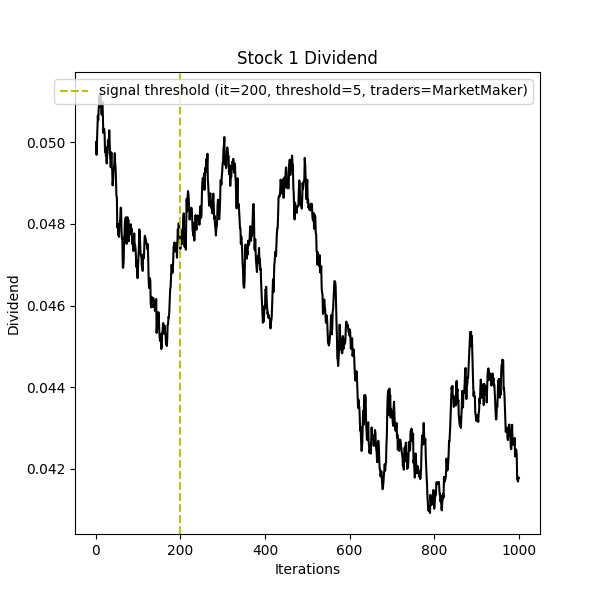 Stock 1 Dividend
signal threshold (it=200, threshold=5, traders=MarketMaker)
Dividend
0.050
0.048
0.046
0.044
0.042
0
200
400
600
800
1000
Iterations